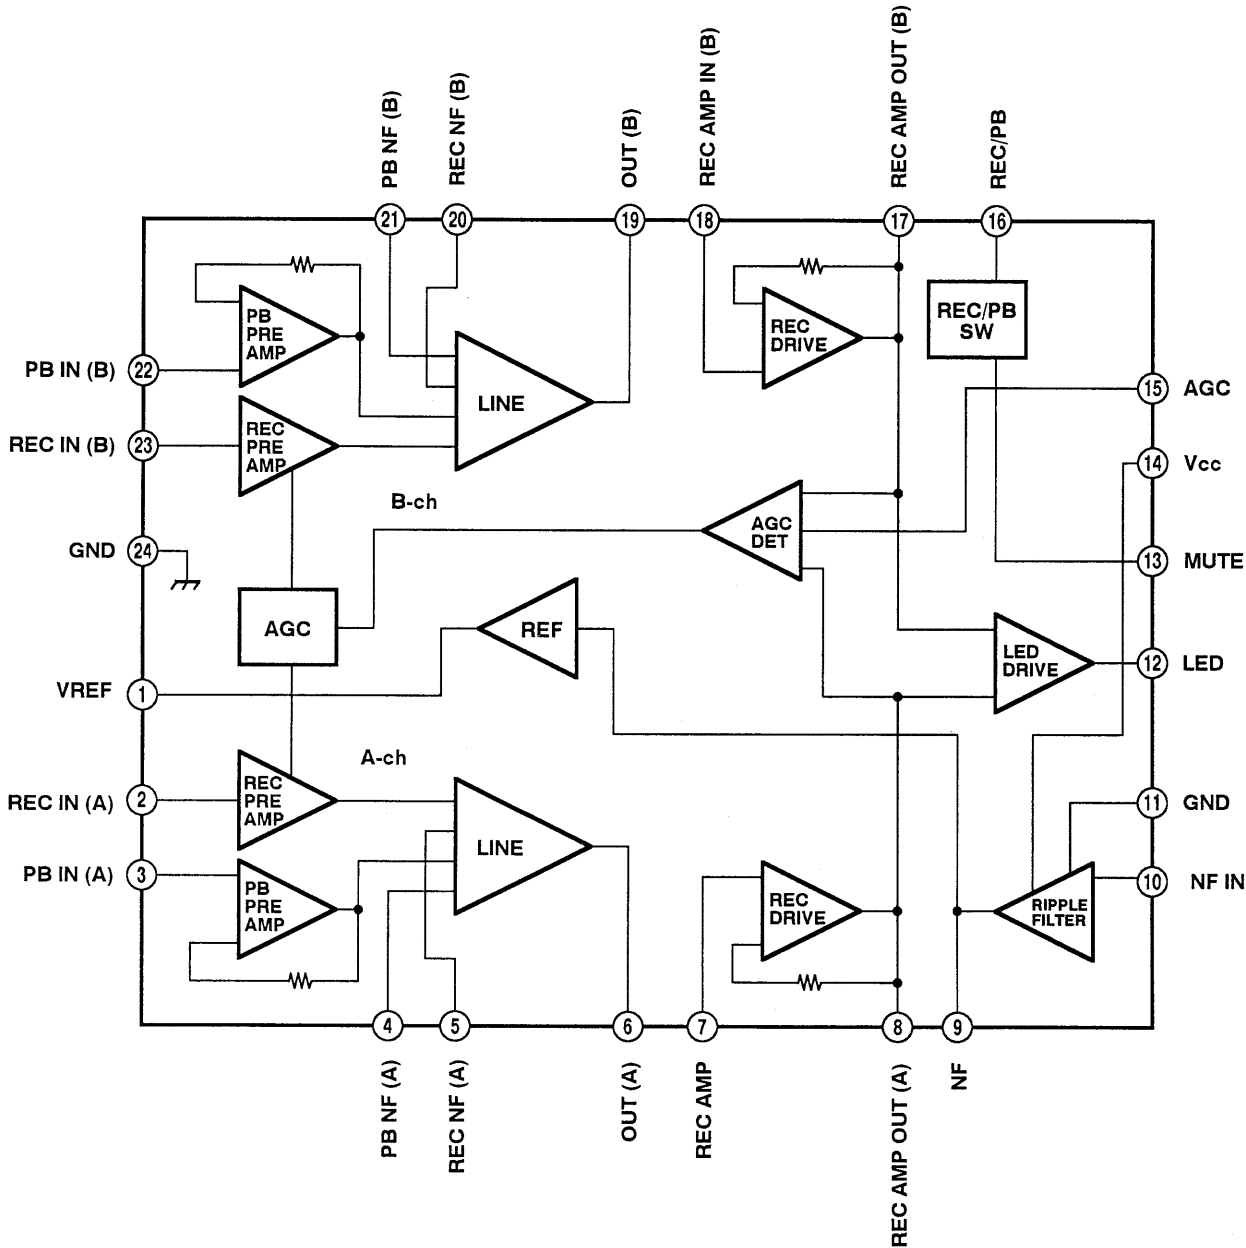 PB NF (B)
REC NF (B)
OUT (B)
REC AMP IN (B)
REC AMP OUT (B)
REC/PB
21
20
19
18
17
16
PB
PRE
AMP
REC
DRIVE
REC/PB
SW
PB IN (B)
22
LINE
15
AGC
REC IN (B)
23
REC
PRE
AMP
14
Vcc
B-ch
AGC
DET
GND
24
13
MUTE
AGC
REF
LED
DRIVE
12
LED
VREF
1
A-ch
REC IN (A)
2
REC
PRE
AMP
11
GND
LINE
PB IN (A)
3
PB
PRE
AMP
REC
DRIVE
RIPPLE
FILTER
10
NF IN
4
5
6
7
8
9
PB NF (A)
REC NF (A)
OUT (A)
REC AMP
REC AMP OUT (A)
NF